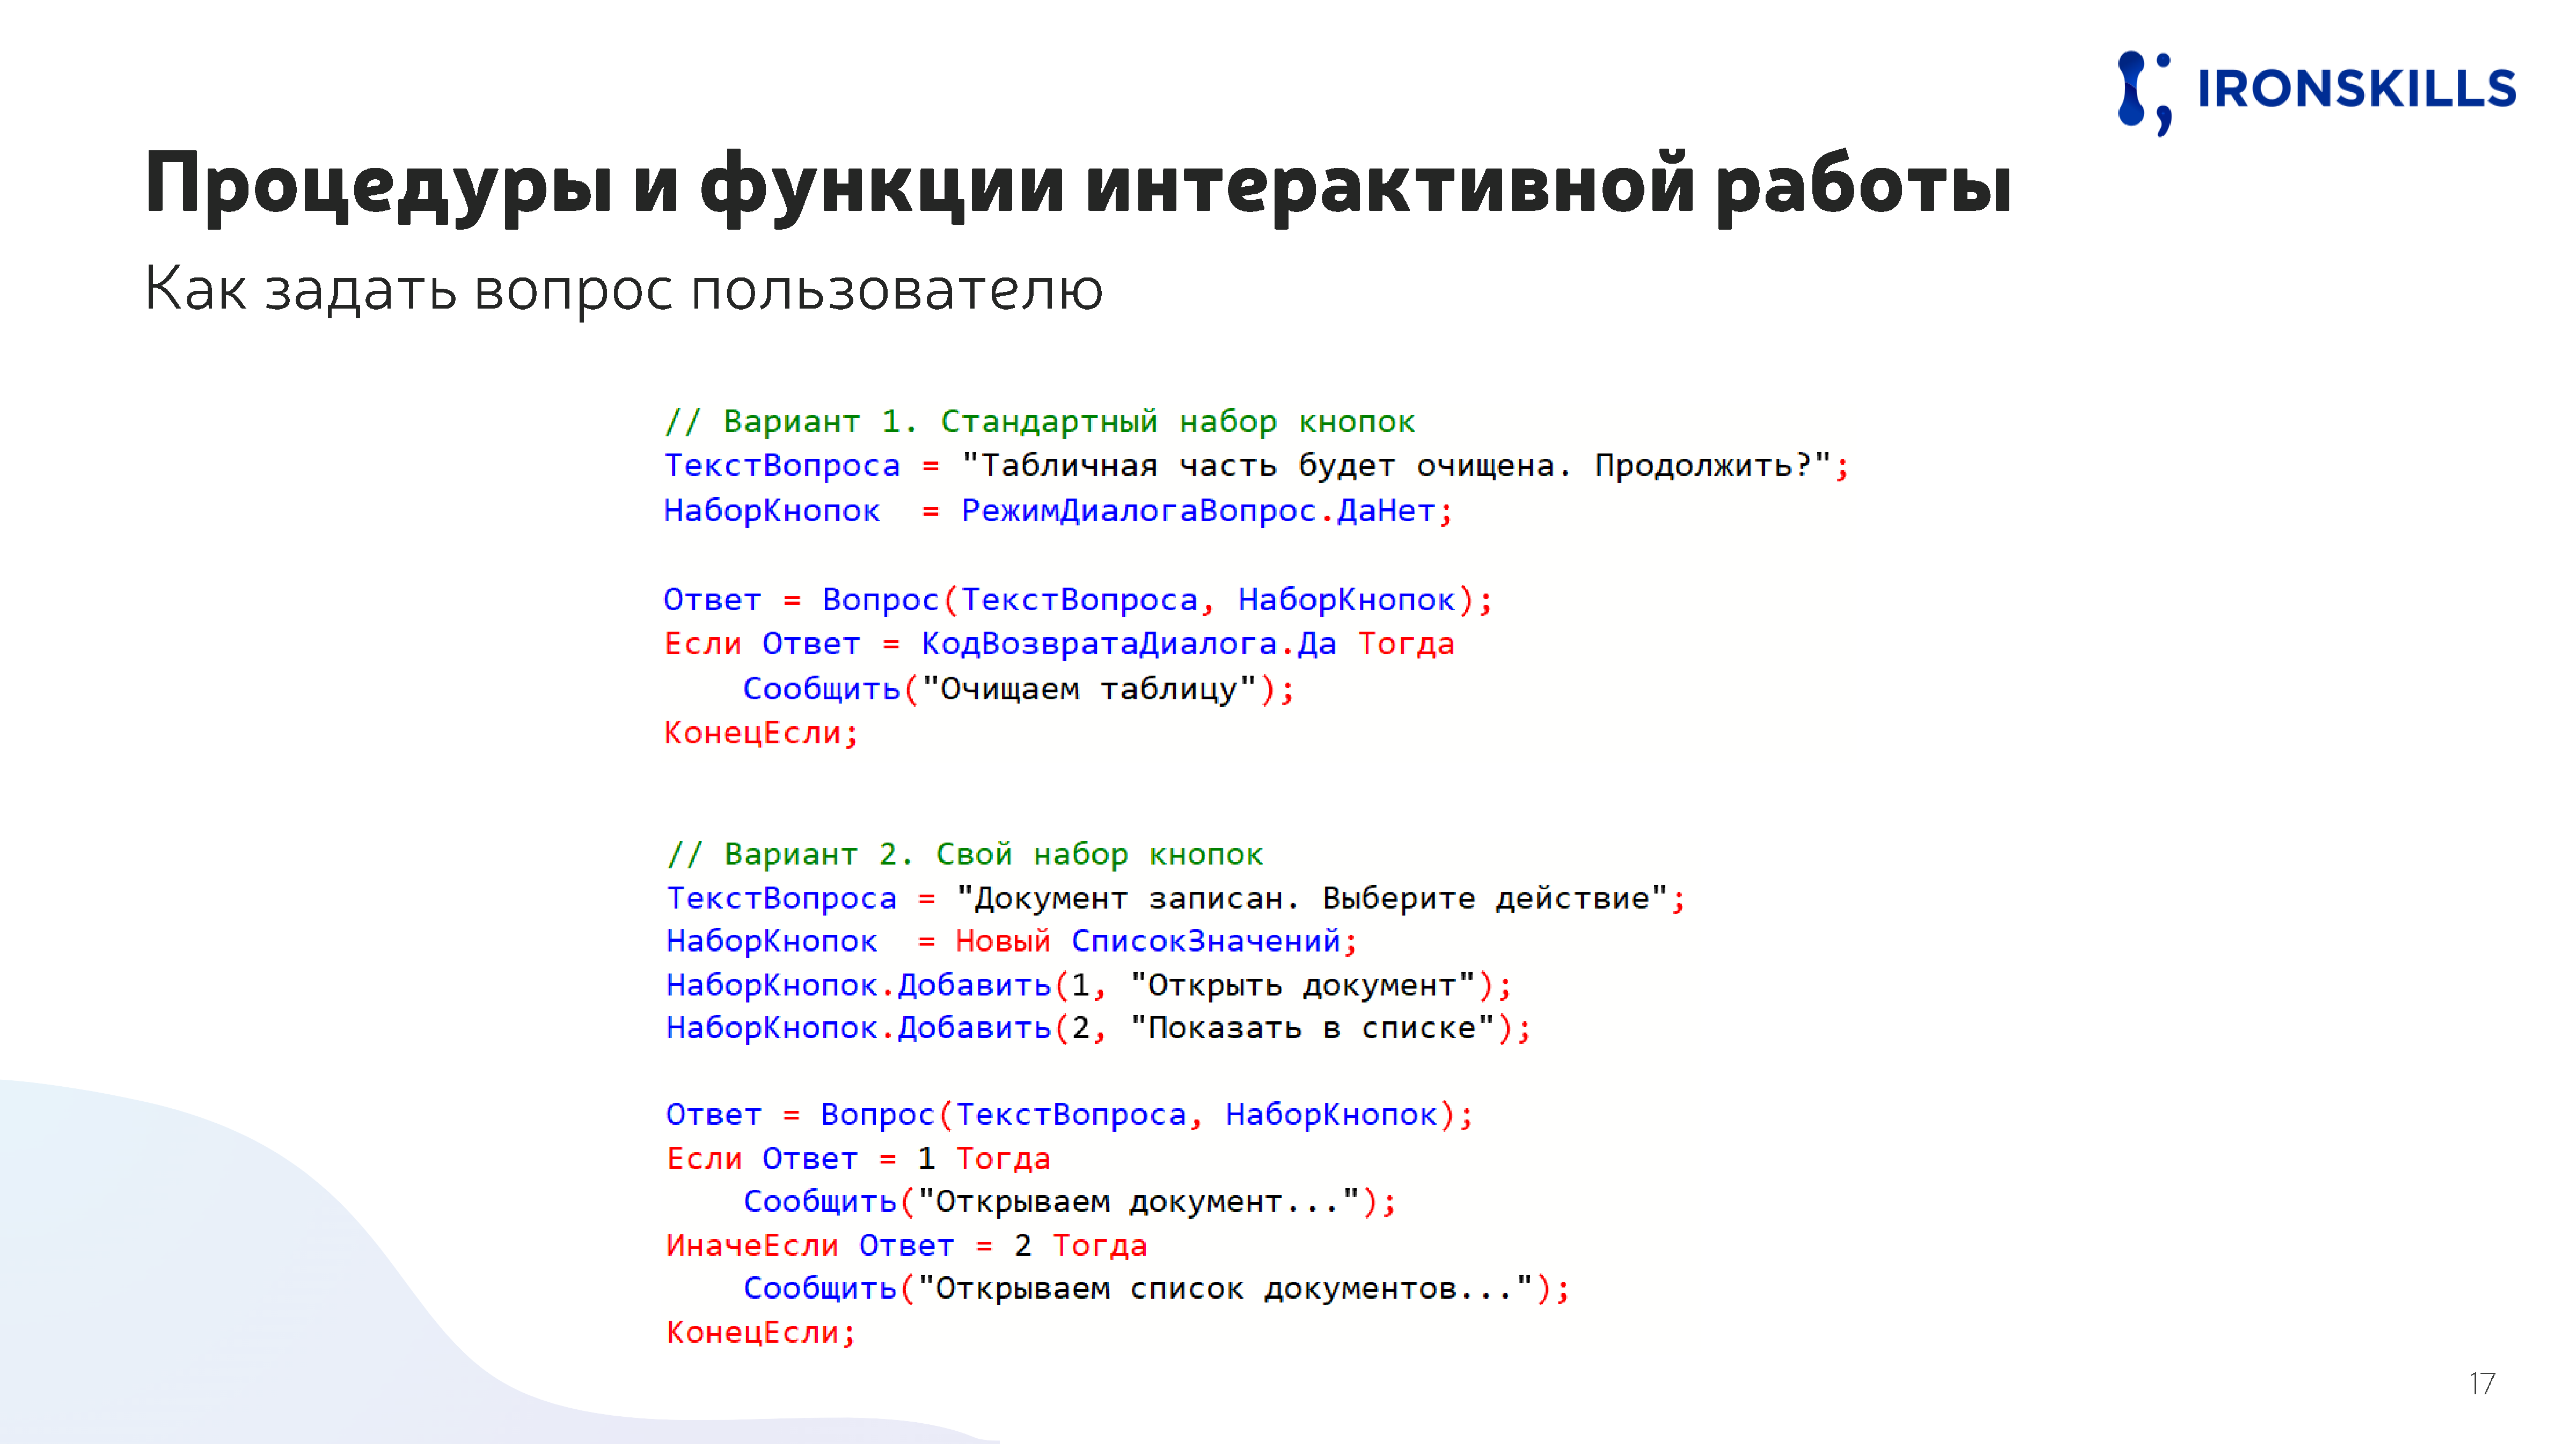 IRONSKILLS
Процедуры и функции интерактивной работы
Как задать вопрос пользователю
// Вариант 1. Стандартный набор кнопок
ТекстВопроса = "Табличная часть будет очищена. Продолжить?";
НаборКнопок  = РежимДиалогаВопрос.ДаНет;
Ответ = Вопрос(ТекстВопроса, НаборКнопок);
Если Ответ = КодВозвратаДиалога.Да Тогда
    Сообщить("Очищаем таблицу");
КонецЕсли;
// Вариант 2. Свой набор кнопок
ТекстВопроса = "Документ записан. Выберите действие";
НаборКнопок  = Новый СписокЗначений;
НаборКнопок.Добавить(1, "Открыть документ");
НаборКнопок.Добавить(2, "Показать в списке");
Ответ = Вопрос(ТекстВопроса, НаборКнопок);
Если Ответ = 1 Тогда
    Сообщить("Открываем документ...");
ИначеЕсли Ответ = 2 Тогда
    Сообщить("Открываем список документов...");
КонецЕсли;
17